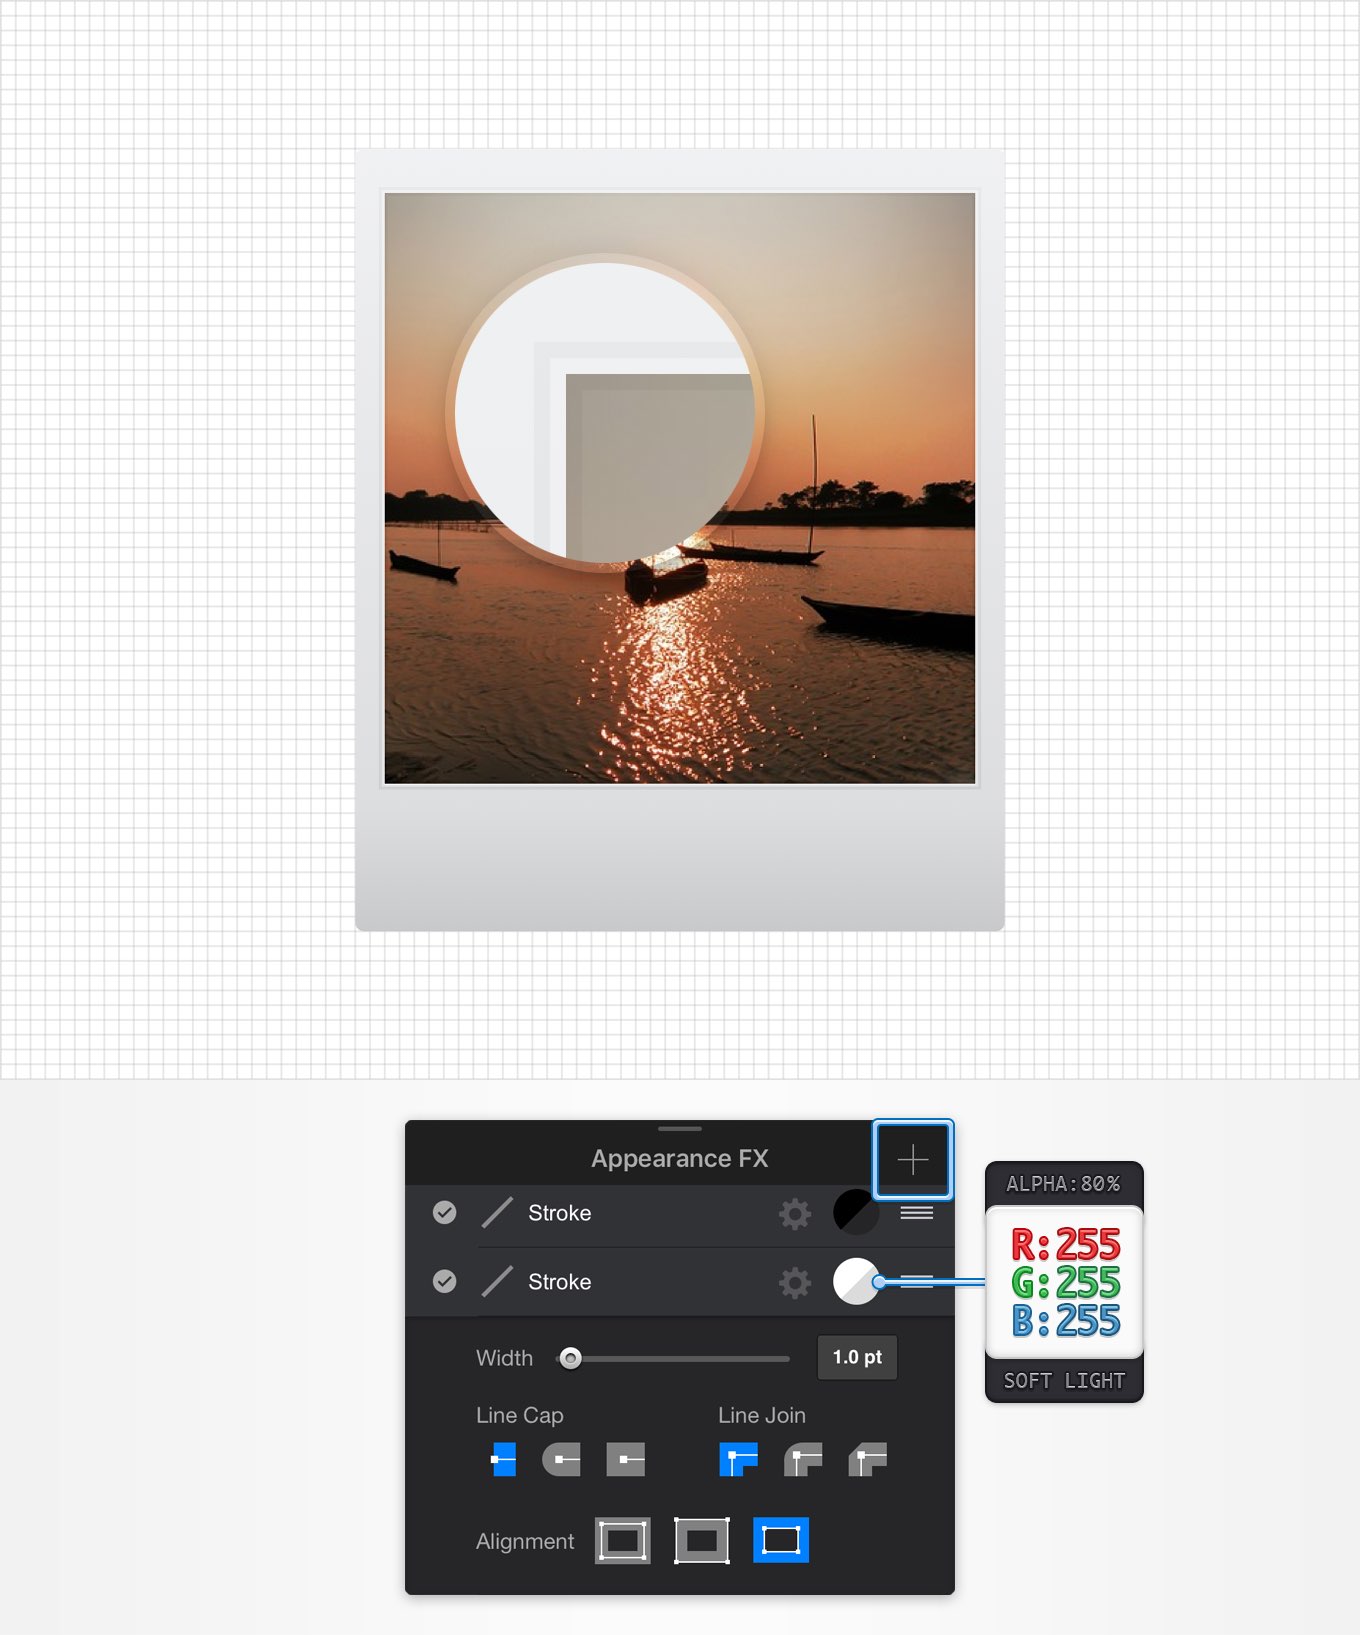 Appearance FX
Stroke
Stroke
Width
1.0 pt
Line Cap
Line Join
Alignment
ALPHA:80%
R:255
G:255
B:255
SOFT LIGHT